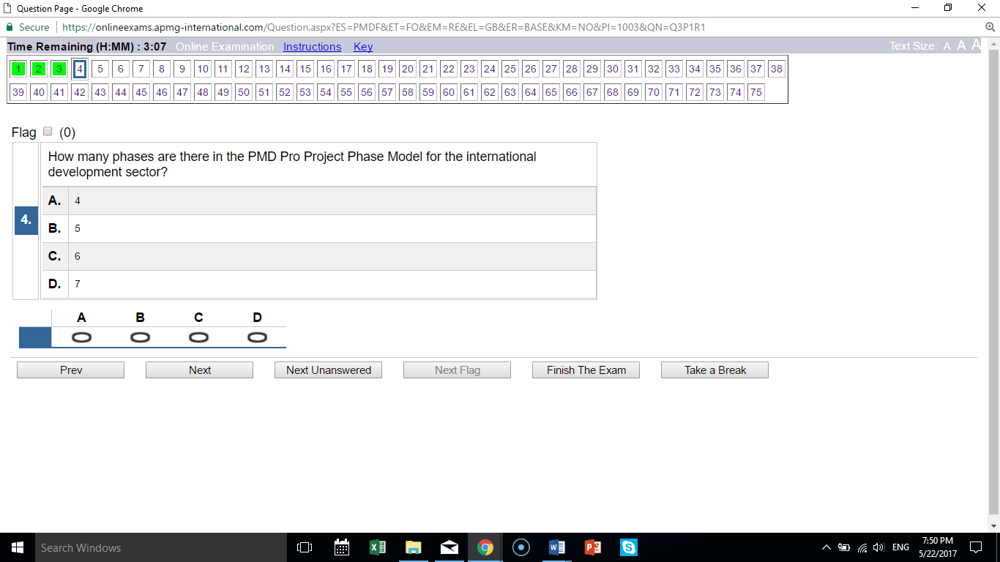 Question Page - Google Chrome
Secure https://onlineexams.apmg-international.com/Question.aspx?ES=PMDF&ET=FO&EM=RE&EL=GB&ER=BASE&KM=NO&PI=1003&QN=Q3P1R1
Time Remaining (H:MM) : 3:07 Online Examination Instructions Key Text Size: A A A
1 2 3 4 5 6 7 8 9 10 11 12 13 14 15 16 17 18 19 20 21 22 23 24 25 26 27 28 29 30 31 32 33 34 35 36 37 38
39 40 41 42 43 44 45 46 47 48 49 50 51 52 53 54 55 56 57 58 59 60 61 62 63 64 65 66 67 68 69 70 71 72 73 74 75
Flag (0)
How many phases are there in the PMD Pro Project Phase Model for the international
development sector?
4.
A. 4
B. 5
C. 6
D. 7
A B C D
Prev Next Next Unanswered Next Flag Finish The Exam Take a Break
Search Windows
ENG
7:50 PM
5/22/2017